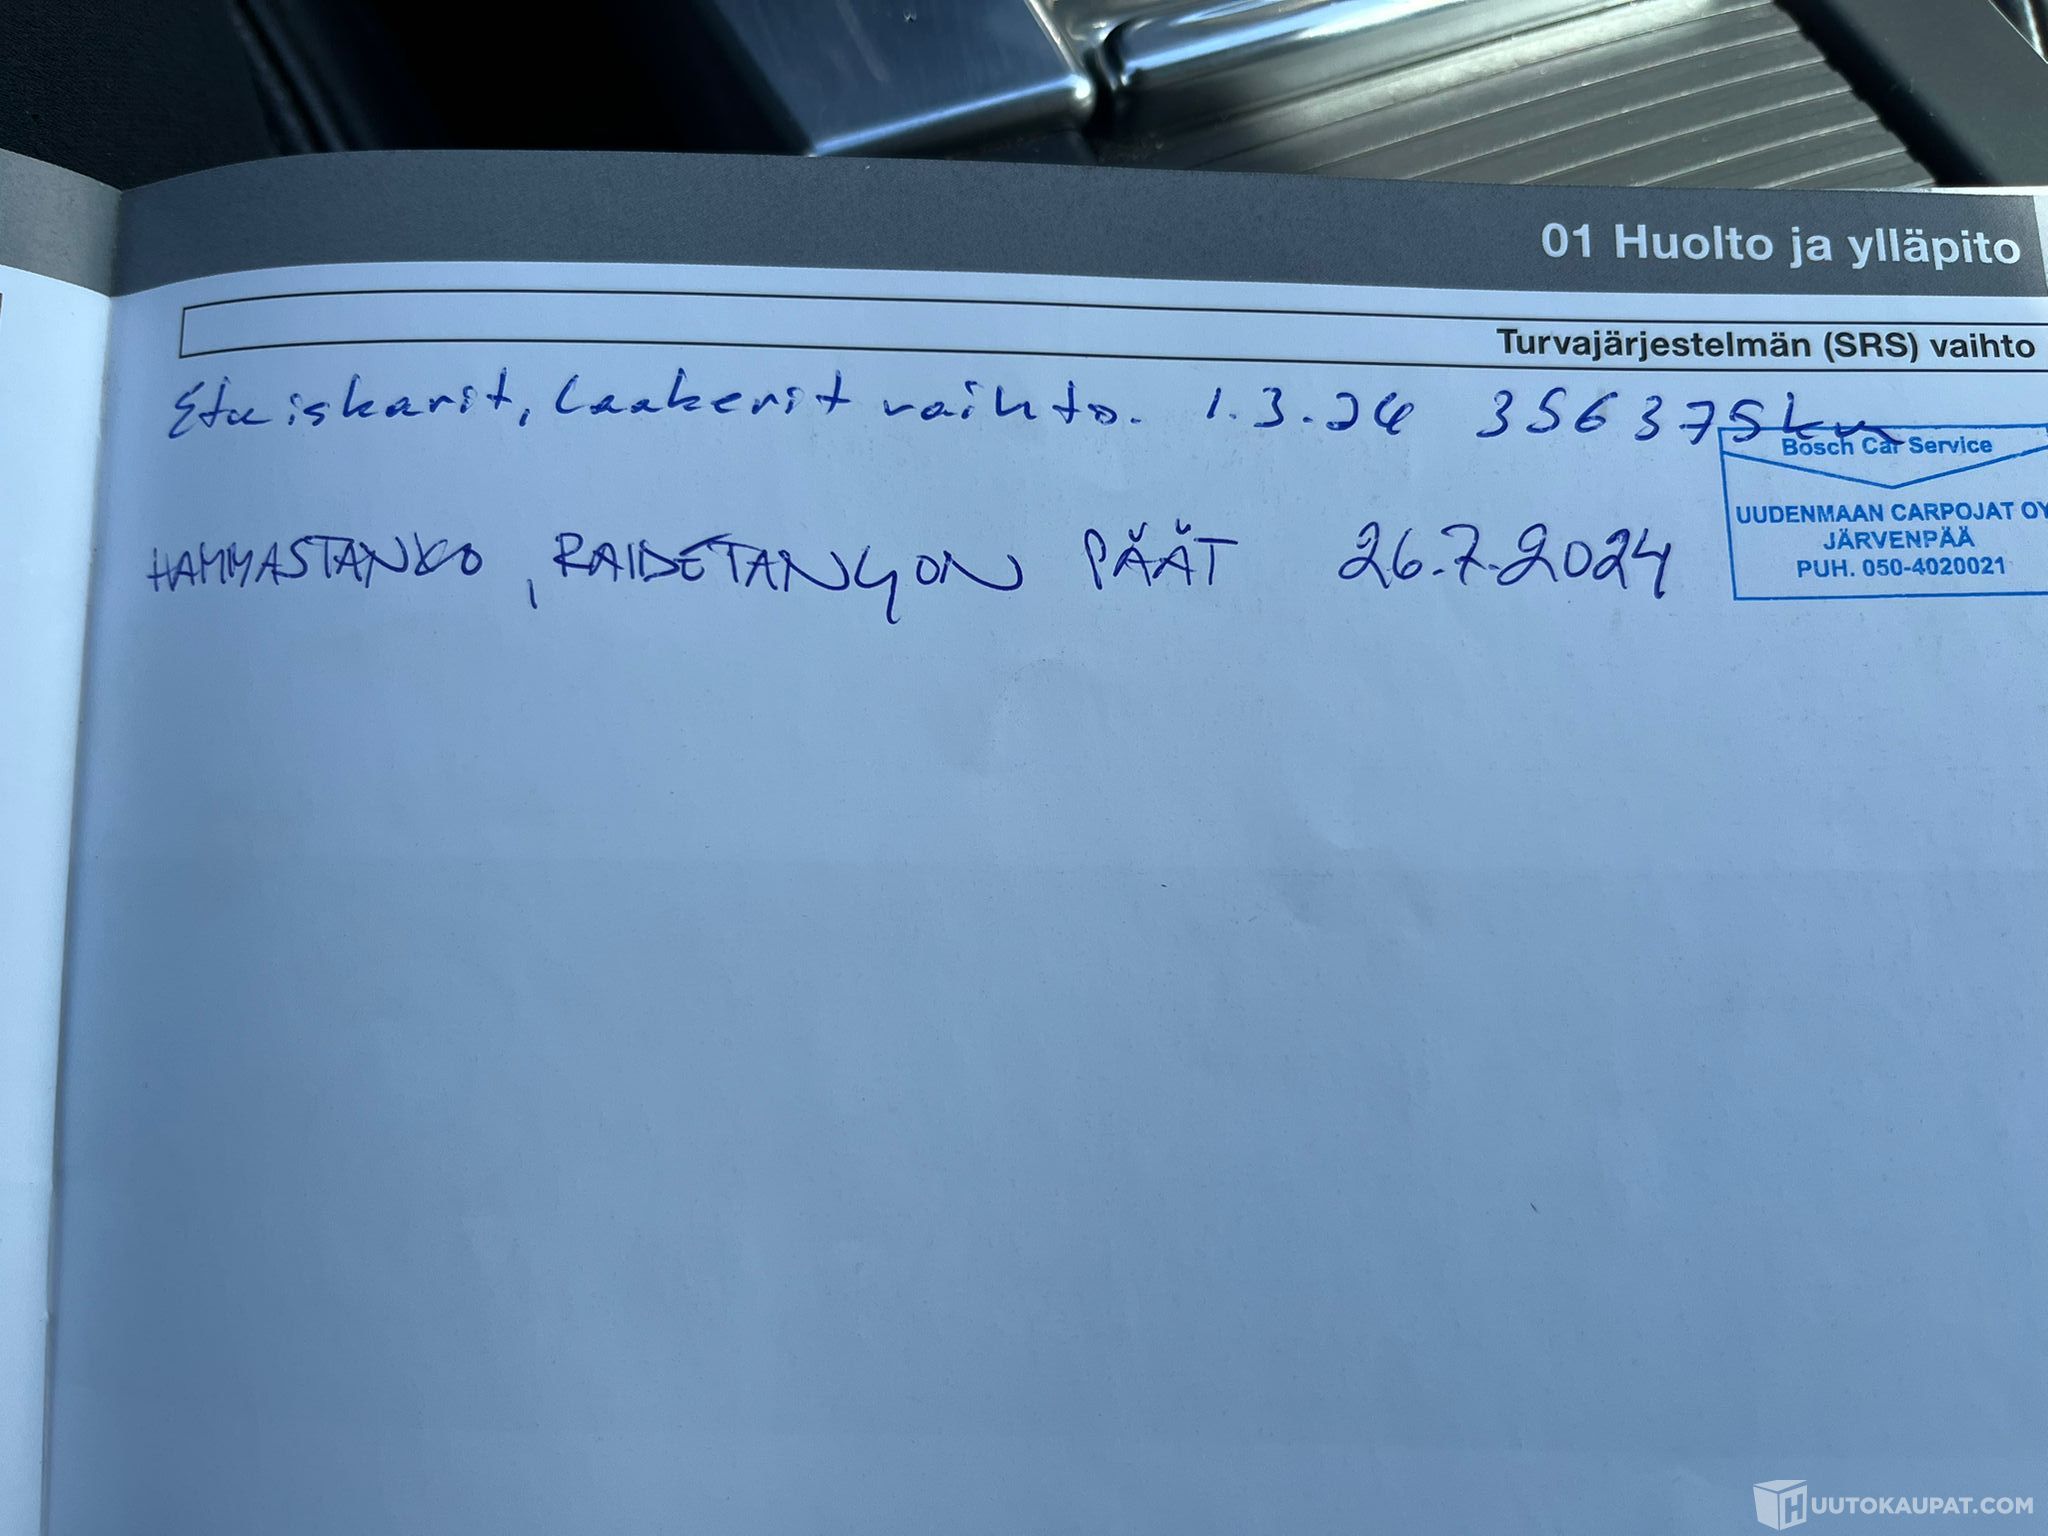 01 Huolto ja ylläpito
Turvajärjestelmän (SRS) vaihto
Etuiskarit, Laakerit vaihto. 1.3.24 356375km
Bosch Car Service
UUDENMAAN CARPOJAT OY
JÄRVENPÄÄ
PUH. 050-4020021
HAMMASTANKO, RAIDETANGON PÄÄT 26.7.2024
HUUTOKAUPAT.COM